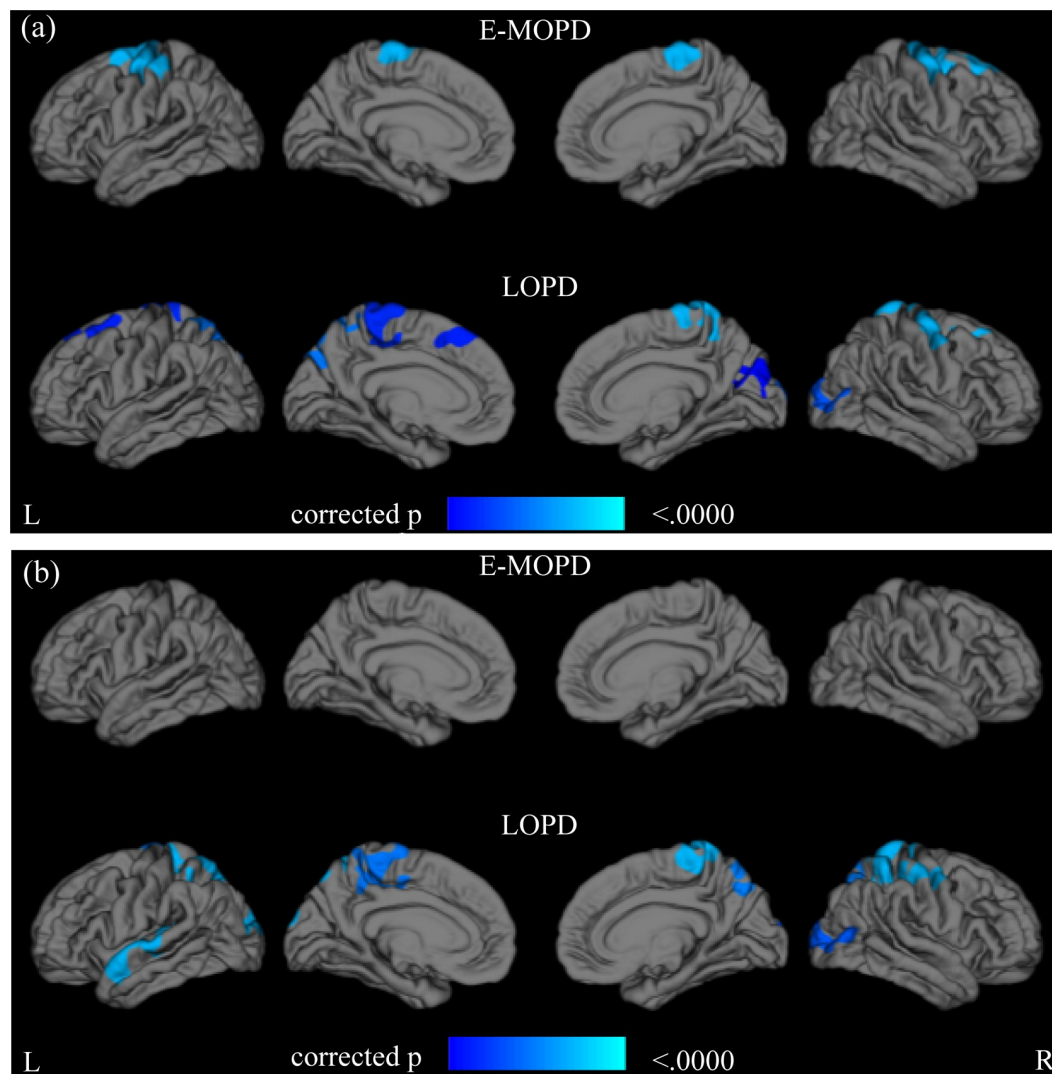 (a)
E-MOPD
LOPD
L
corrected p
<.0000
(b)
E-MOPD
LOPD
L
corrected p
<.0000
R